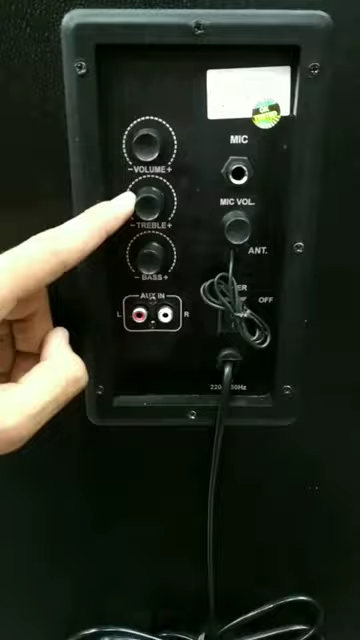 MIC
−VOLUME+
MIC VOL.
−TREBLE+
ANT.
−BASS+
AUX IN
OFF
L
R